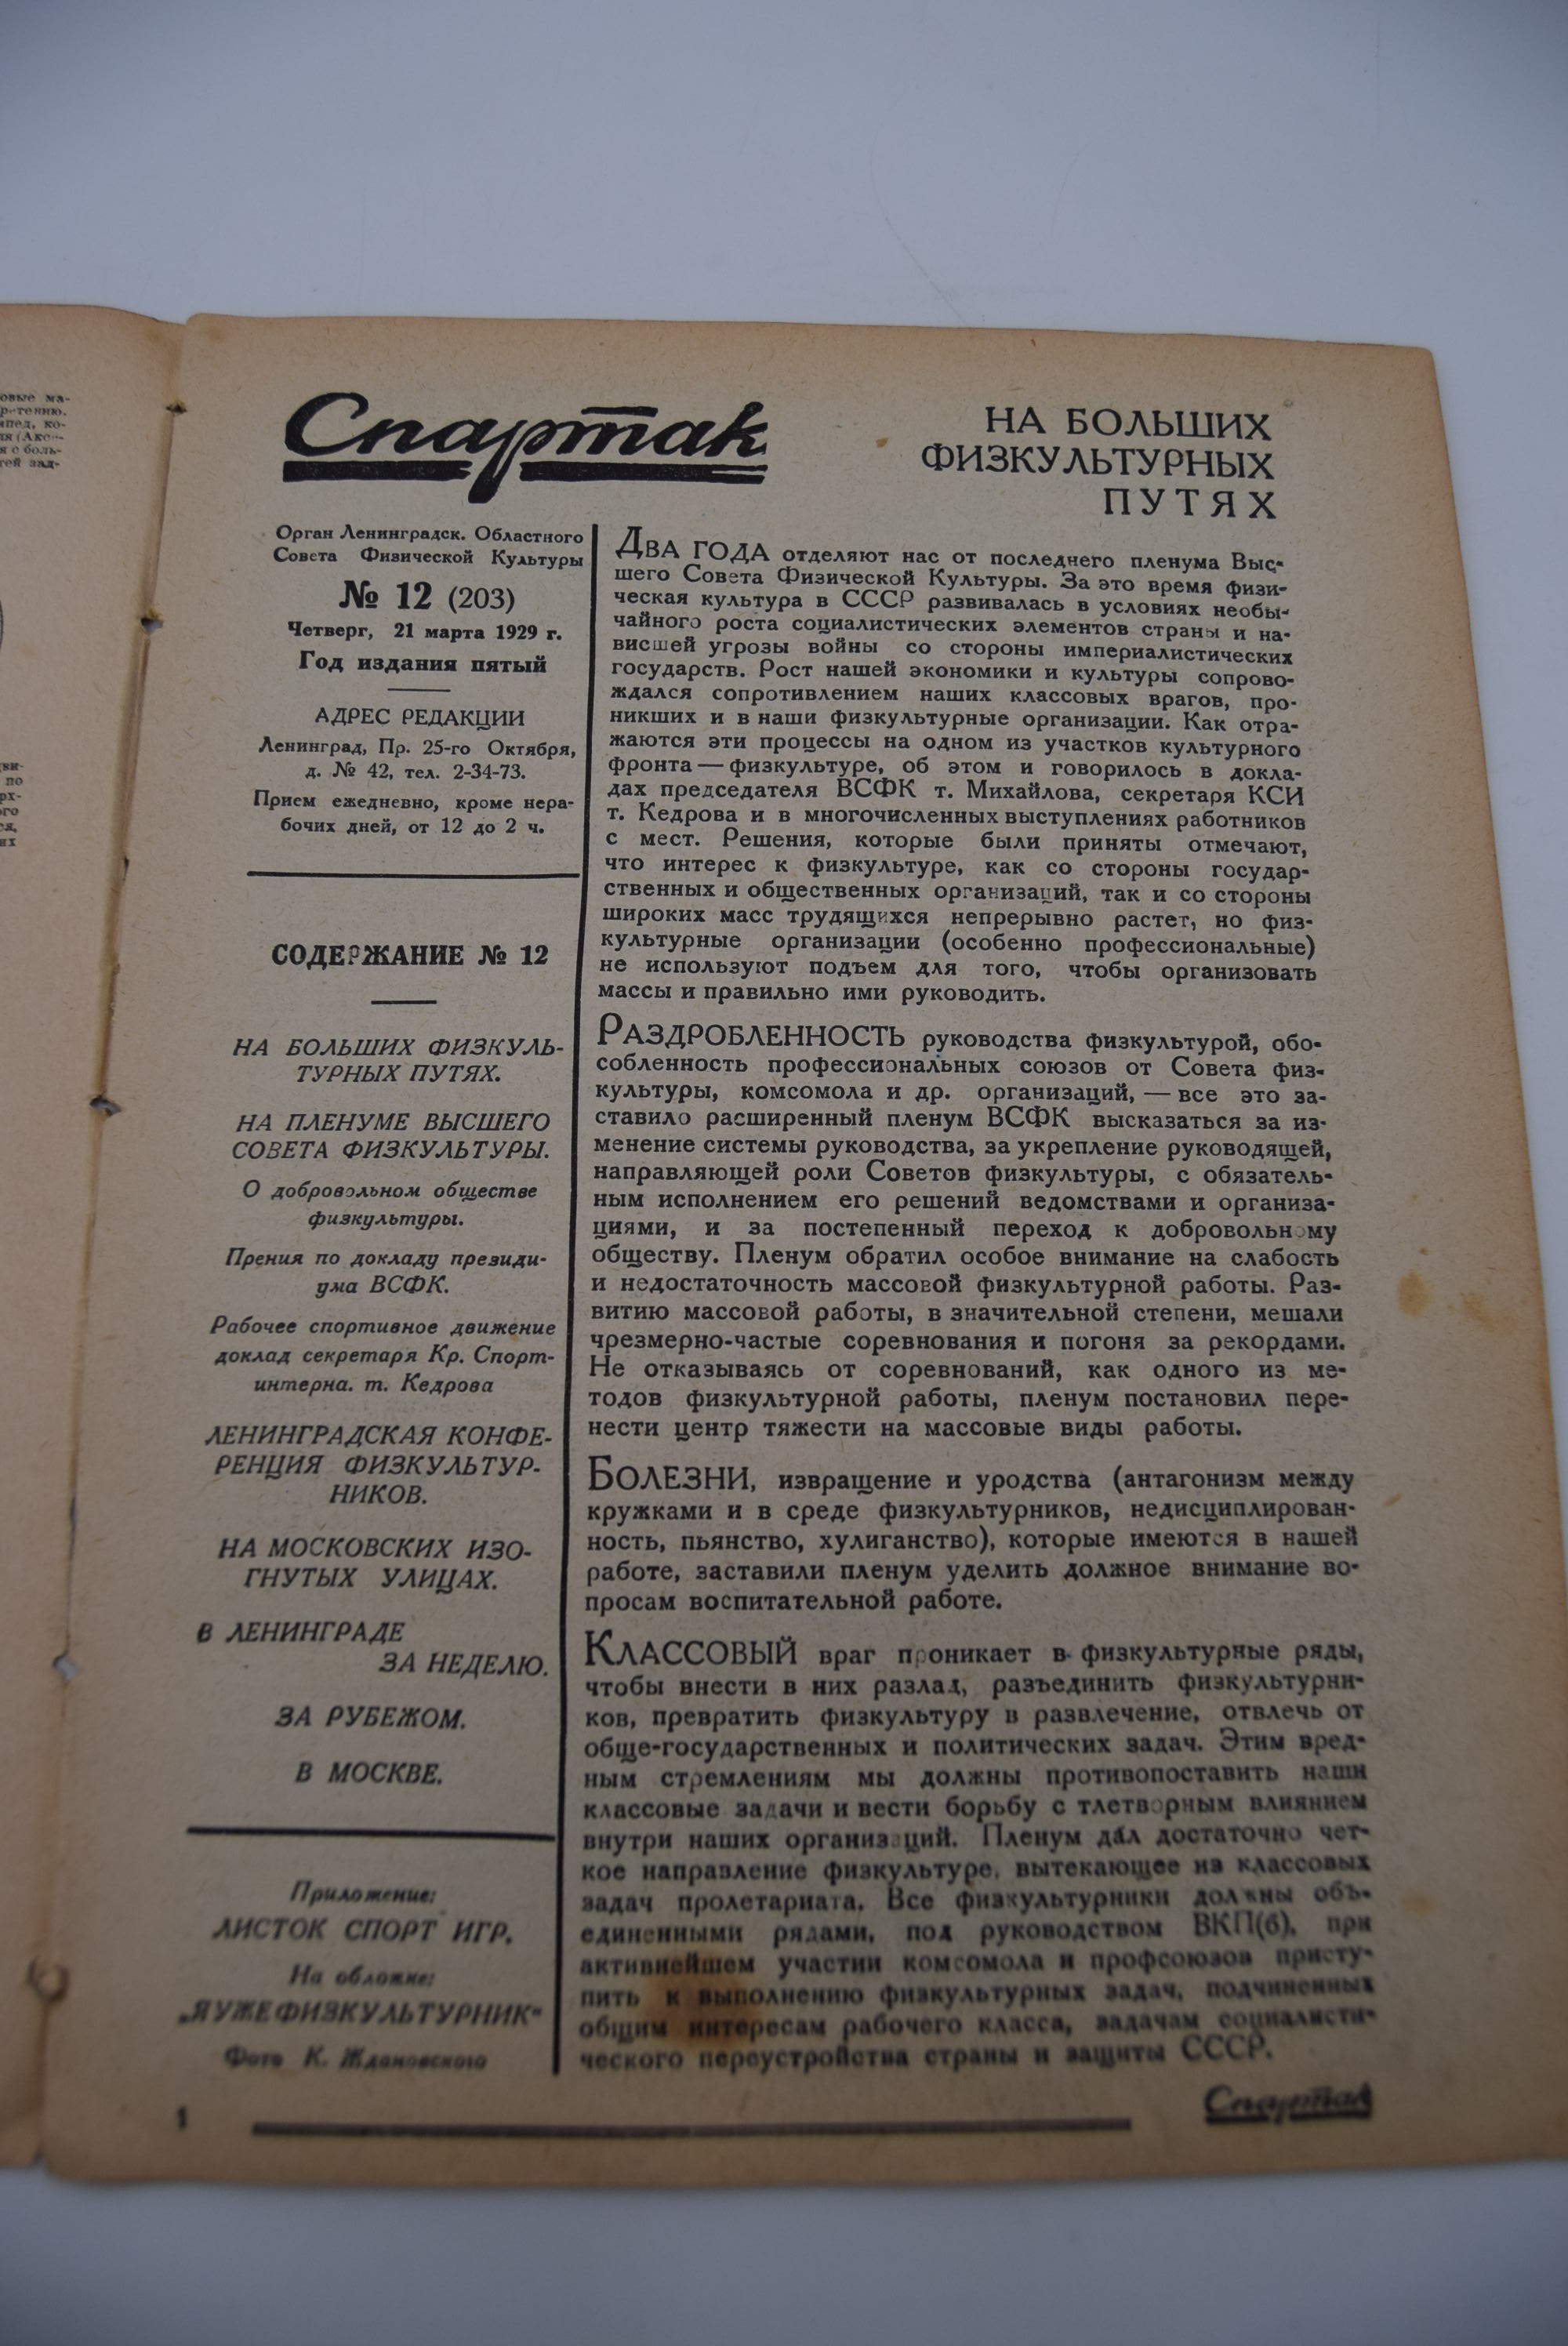 овые ма-
ретению.
ипед, ко-
я с боль-
тей зад-
Спартак
Орган Ленинградск. Областного
Совета Физической Культуры
№ 12 (203)
Четверг, 21 марта 1929 г.
Год издания пятый
АДРЕС РЕДАКЦИИ
Ленинград, Пр. 25-го Октября,
д. № 42, тел. 2-34-73.
Прием ежедневно, кроме нера-
бочих дней, от 12 до 2 ч.
СОДЕРЖАНИЕ № 12
НА БОЛЬШИХ ФИЗКУЛЬ-
ТУРНЫХ ПУТЯХ.
НА ПЛЕНУМЕ ВЫСШЕГО
СОВЕТА ФИЗКУЛЬТУРЫ.
О добровольном обществе
физкультуры.
Прения по докладу президи-
ума ВСФК.
Рабочее спортивное движение
доклад секретаря Кр. Спорт-
интерна. т. Кедрова
ЛЕНИНГРАДСКАЯ КОНФЕ-
РЕНЦИЯ ФИЗКУЛЬТУР-
НИКОВ.
НА МОСКОВСКИХ ИЗО-
ГНУТЫХ УЛИЦАХ.
В ЛЕНИНГРАДЕ
ЗА НЕДЕЛЮ.
ЗА РУБЕЖОМ.
В МОСКВЕ.
Приложение:
ЛИСТОК СПОРТ ИГР.
На обложке:
„Я УЖЕ ФИЗКУЛЬТУРНИК“
Фото К. Ждановского
НА БОЛЬШИХ
ФИЗКУЛЬТУРНЫХ
ПУТЯХ
ДВА ГОДА отделяют нас от последнего пленума Выс-
шего Совета Физической Культуры. За это время физи-
ческая культура в СССР развивалась в условиях необы-
чайного роста социалистических элементов страны и на-
висшей угрозы войны со стороны империалистических
государств. Рост нашей экономики и культуры сопрово-
ждался сопротивлением наших классовых врагов, про-
никших и в наши физкультурные организации. Как отра-
жаются эти процессы на одном из участков культурного
фронта — физкультуре, об этом и говорилось в докла-
дах председателя ВСФК т. Михайлова, секретаря КСИ
т. Кедрова и в многочисленных выступлениях работников
с мест. Решения, которые были приняты отмечают,
что интерес к физкультуре, как со стороны государ-
ственных и общественных организаций, так и со стороны
широких масс трудящихся непрерывно растет, но физ-
культурные организации (особенно профессиональные)
не используют подъем для того, чтобы организовать
массы и правильно ими руководить.
РАЗДРОБЛЕННОСТЬ руководства физкультурой, обо-
собленность профессиональных союзов от Совета физ-
культуры, комсомола и др. организаций, — все это за-
ставило расширенный пленум ВСФК высказаться за из-
менение системы руководства, за укрепление руководящей,
направляющей роли Советов физкультуры, с обязатель-
ным исполнением его решений ведомствами и организа-
циями, и за постепенный переход к добровольному
обществу. Пленум обратил особое внимание на слабость
и недостаточность массовой физкультурной работы. Раз-
витию массовой работы, в значительной степени, мешали
чрезмерно-частые соревнования и погоня за рекордами.
Не отказываясь от соревнований, как одного из ме-
тодов физкультурной работы, пленум постановил пере-
нести центр тяжести на массовые виды работы.
БОЛЕЗНИ, извращение и уродства (антагонизм между
кружками и в среде физкультурников, недисциплирован-
ность, пьянство, хулиганство), которые имеются в нашей
работе, заставили пленум уделить должное внимание во-
просам воспитательной работе.
КЛАССОВЫЙ враг проникает в физкультурные ряды,
чтобы внести в них разлад, разъединить физкультурни-
ков, превратить физкультуру в развлечение, отвлечь от
обще-государственных и политических задач. Этим вред-
ным стремлениям мы должны противопоставить наши
классовые задачи и вести борьбу с тлетворным влиянием
внутри наших организаций. Пленум дал достаточно чет-
кое направление физкультуре, вытекающее из классовых
задач пролетариата. Все физкультурники должны объ-
единенными рядами, под руководством ВКП(б), при
активнейшем участии комсомола и профсоюзов присту-
пить к выполнению физкультурных задач, подчиненных
общим интересам рабочего класса, задачам социалисти-
ческого переустройства страны и защиты СССР.
1
Спартак